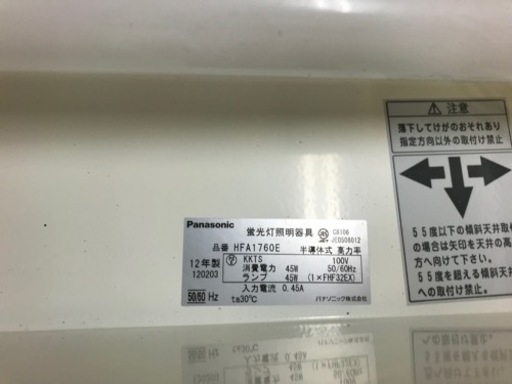 Panasonic
蛍光灯照明器具
C8106
JE0508012
品番 HFA1760E
半導体式 高力率
12年製
120203
KKTS 100V
消費電力 45W 50/60Hz
ランプ 45W (1×FHF32EX)
入力電流 0.45A
50/60 Hz
ta30℃
パナソニック株式会社
⚠注意
落下してけがのおそれあり
指定方向以外の取付け禁止
55度以下の傾斜天井取
の場合は矢印を天井の高
方へ向けて下さい。
55度を超える傾斜天井
への取付け禁止。